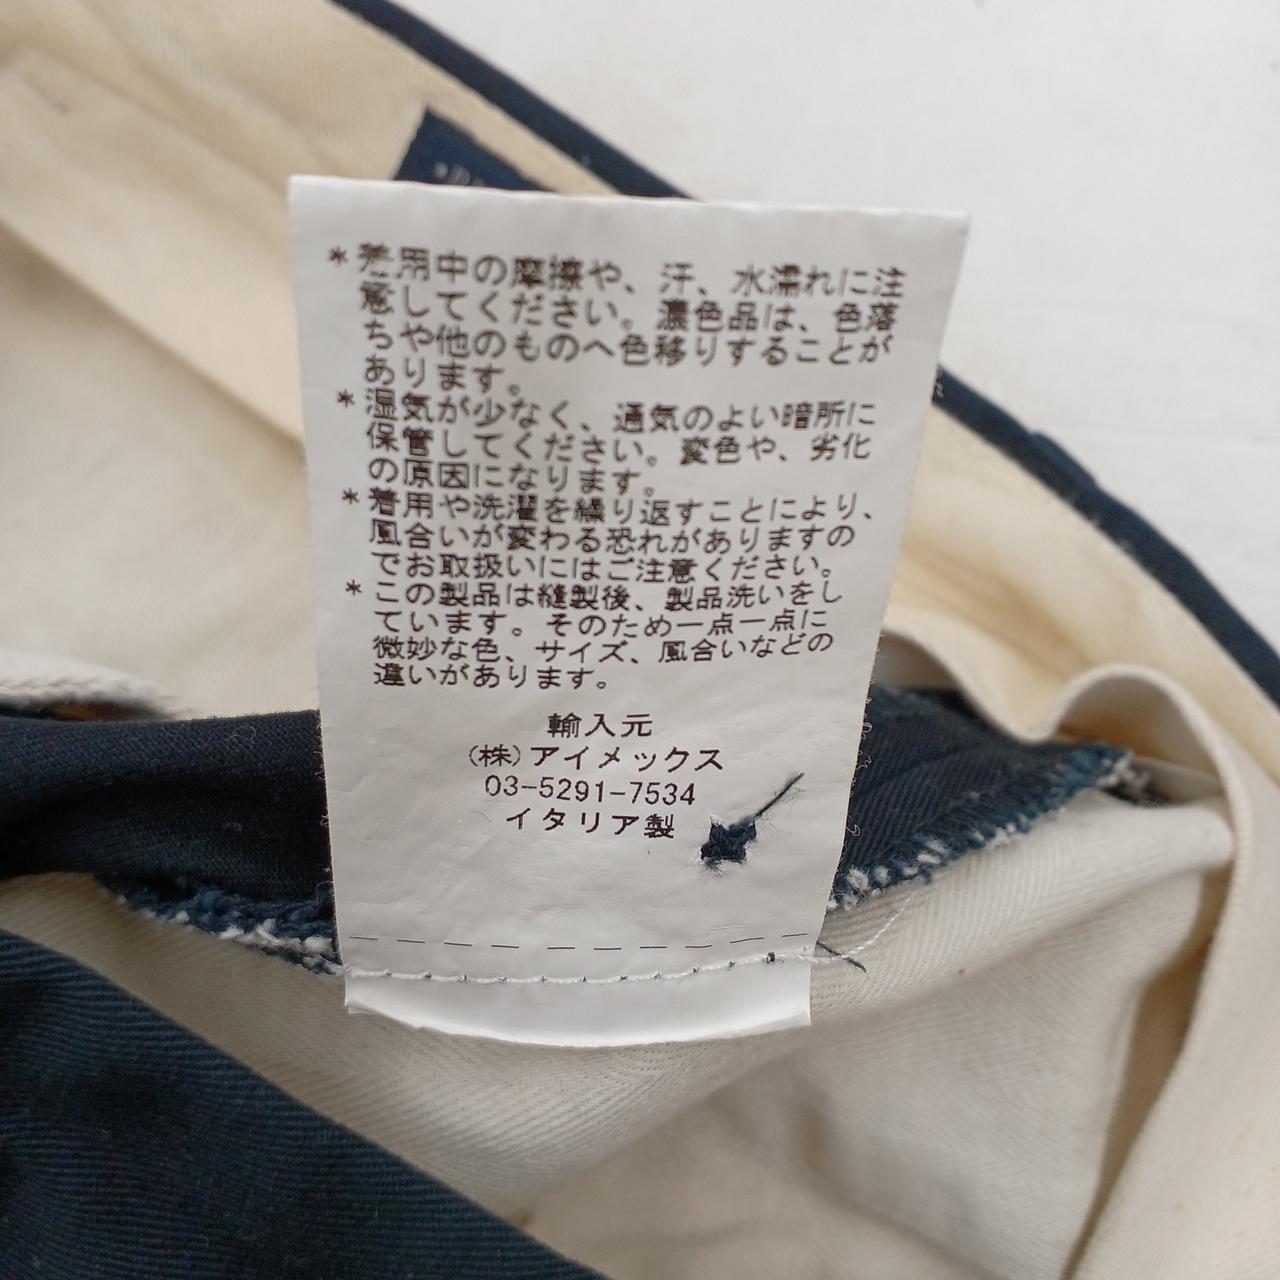 *着用中の摩擦や、汗、水濡れに注
意してください。濃色品は、色落
ちや他のものへ色移りすることが
あります。
*湿気が少なく、通気のよい暗所に
保管してください。変色や、劣化
の原因になります。
*着用や洗濯を繰り返すことにより、
風合いが変わる恐れがありますの
でお取扱いにはご注意ください。
*この製品は縫製後、製品洗いをし
ています。そのため一点一点に
微妙な色、サイズ、風合いなどの
違いがあります。
輸入元
(株)アイメックス
03-5291-7534
イタリア製